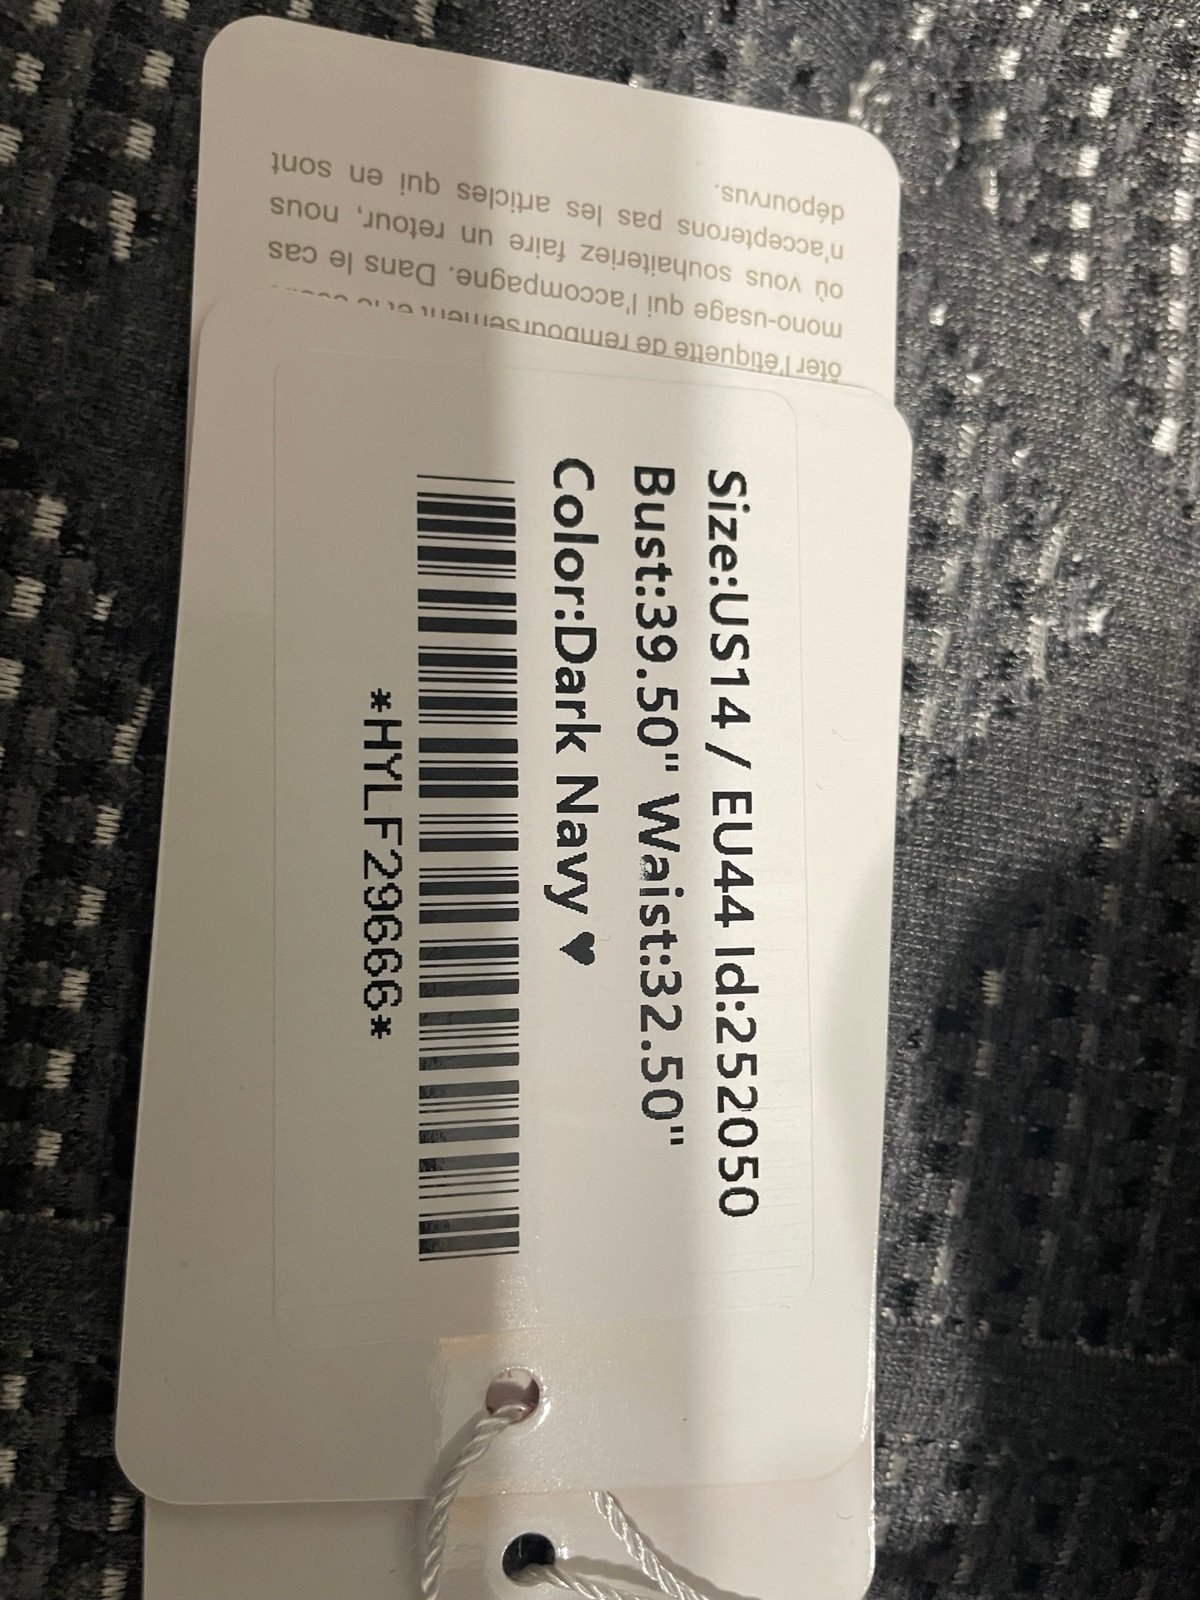 Size:US14 / EU44 Id:252050
Bust:39.50" Waist:32.50"
Color:Dark Navy ♥
*HYLF29666*
ôter l'étiquette de remboursement et le
mono-usage qui l'accompagne. Dans le cas
où vous souhaiteriez faire un retour, nous
n'accepterons pas les articles qui en sont
dépourvus.